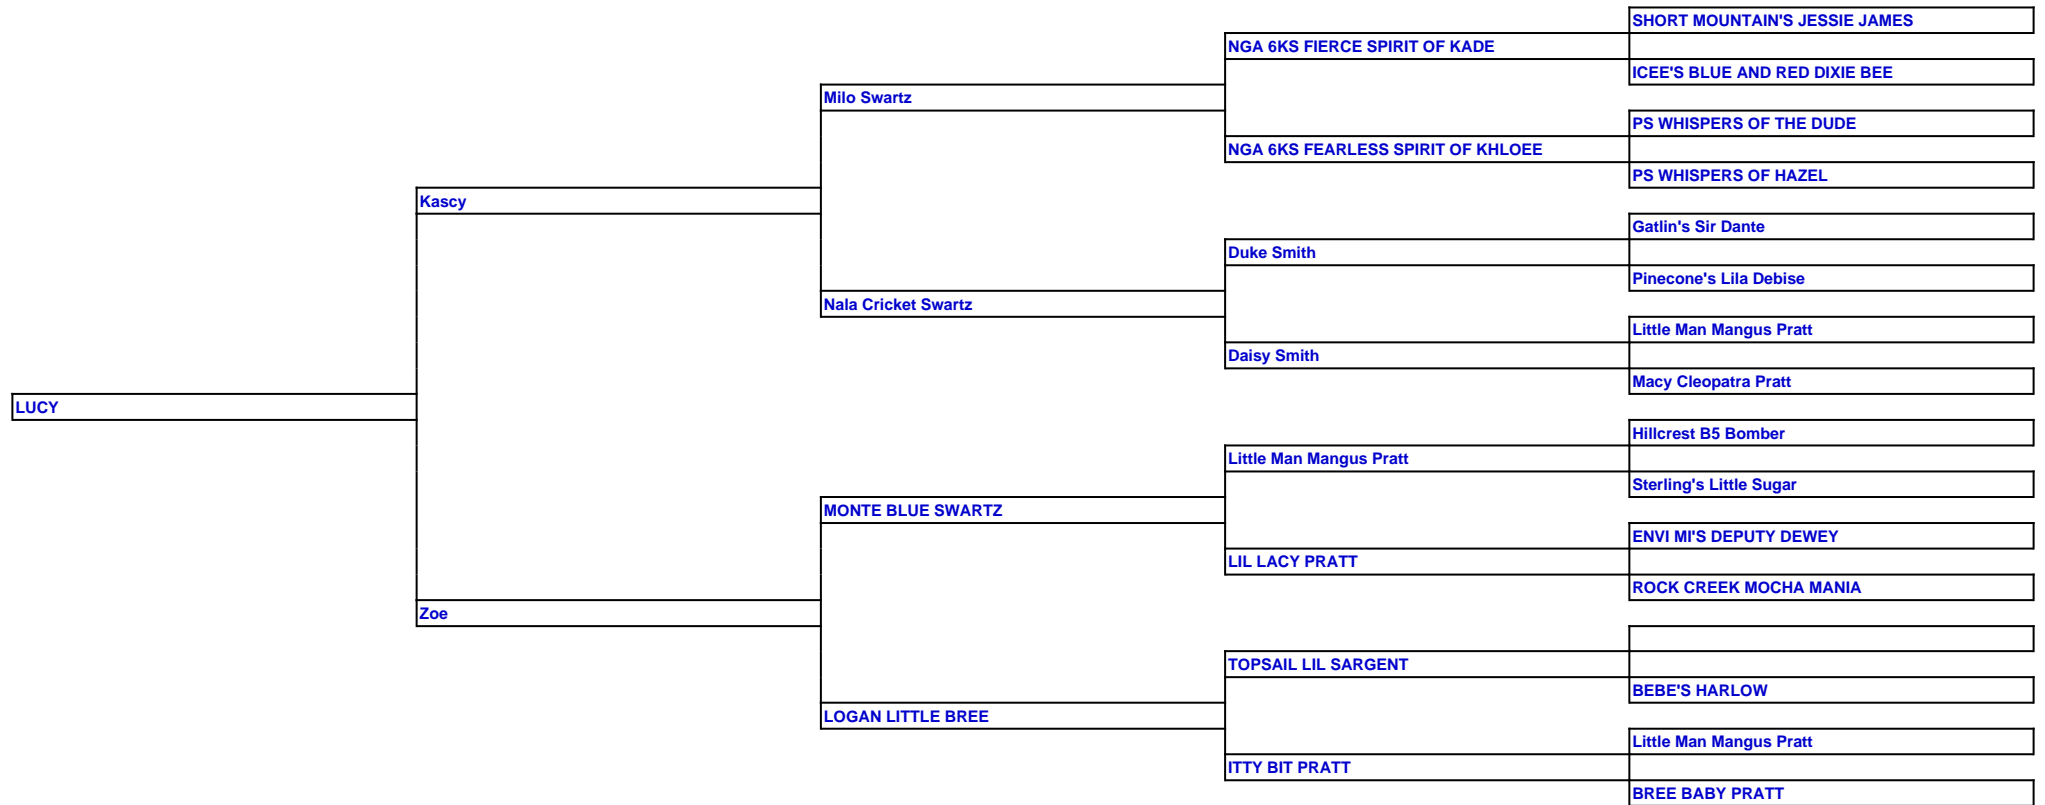 SHORT MOUNTAIN'S JESSIE JAMES
NGA 6KS FIERCE SPIRIT OF KADE
ICEE'S BLUE AND RED DIXIE BEE
Milo Swartz
PS WHISPERS OF THE DUDE
NGA 6KS FEARLESS SPIRIT OF KHLOEE
PS WHISPERS OF HAZEL
Kascy
Gatlin's Sir Dante
Duke Smith
Pinecone's Lila Debise
Nala Cricket Swartz
Little Man Mangus Pratt
Daisy Smith
Macy Cleopatra Pratt
LUCY
Hillcrest B5 Bomber
Little Man Mangus Pratt
Sterling's Little Sugar
MONTE BLUE SWARTZ
ENVI MI'S DEPUTY DEWEY
LIL LACY PRATT
ROCK CREEK MOCHA MANIA
Zoe
TOPSAIL LIL SARGENT
BEBE'S HARLOW
LOGAN LITTLE BREE
Little Man Mangus Pratt
ITTY BIT PRATT
BREE BABY PRATT